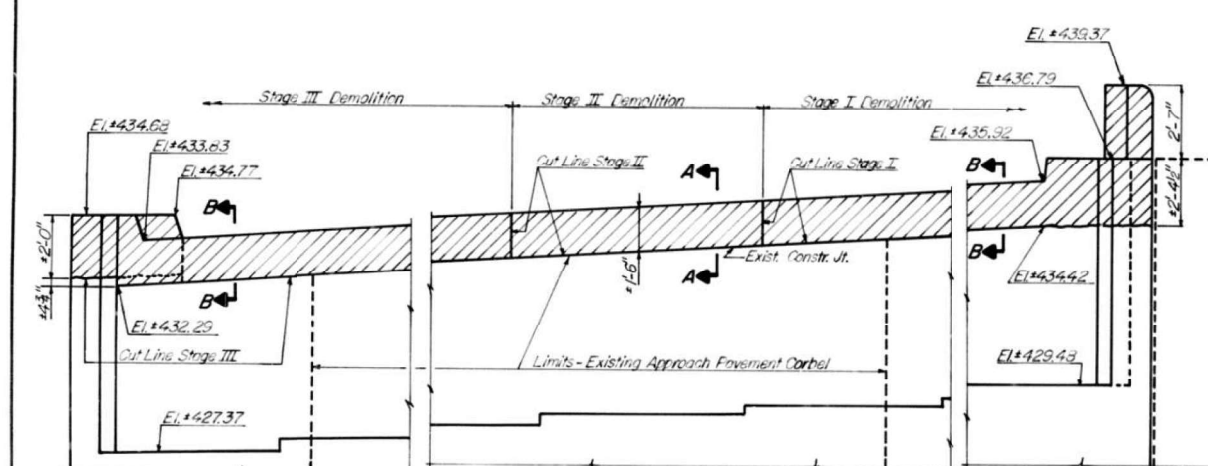 El. ±439.37
El. ±436.79
Stage III Demolition
Stage II Demolition
Stage I Demolition
2'-7"
El. ±434.68
El. ±433.83
El. ±434.77
El. ±435.92
Cut Line Stage II
Cut Line Stage I
A
B
B
±2'-4½"
±2'-0"
±1'-6"
Exist. Constr. Jt.
A
B
B
±4¾"
El. ±434.42
El. ±432.29
Cut Line Stage III
Limits - Existing Approach Pavement Corbel
El. ±429.48
El. ±427.37